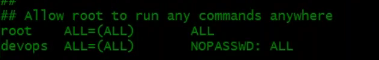 ##
## Allow root to run any commands anywhere
root    ALL=(ALL)       ALL
devops  ALL=(ALL)       NOPASSWD: ALL